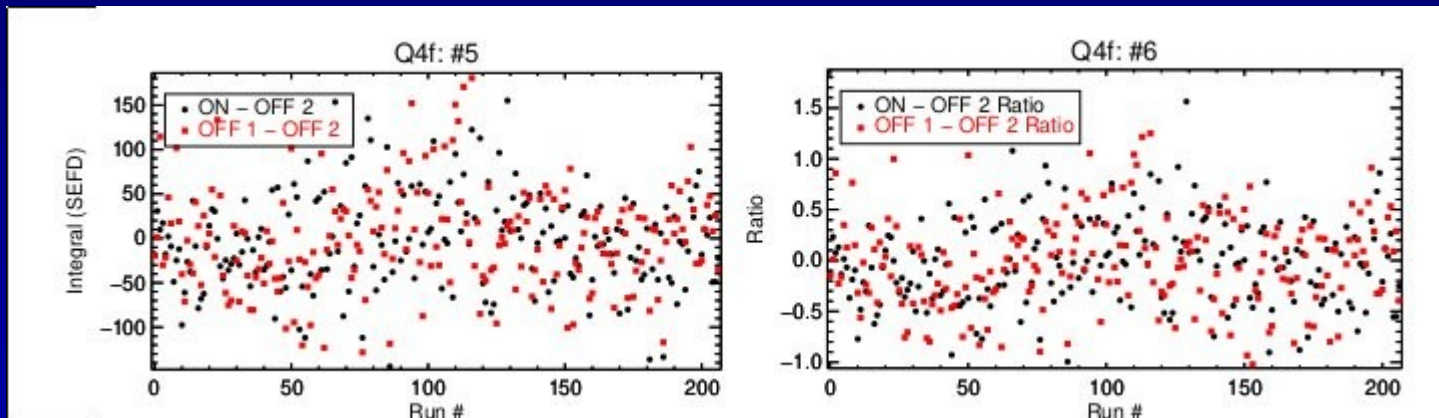 Q4f: #5
Integral (SEFD)
150
100
50
0
−50
−100
ON − OFF 2
OFF 1 − OFF 2
0 50 100 150 200
Run #
Q4f: #6
Ratio
1.5
1.0
0.5
0.0
−0.5
−1.0
ON − OFF 2 Ratio
OFF 1 − OFF 2 Ratio
0 50 100 150 200
Run #